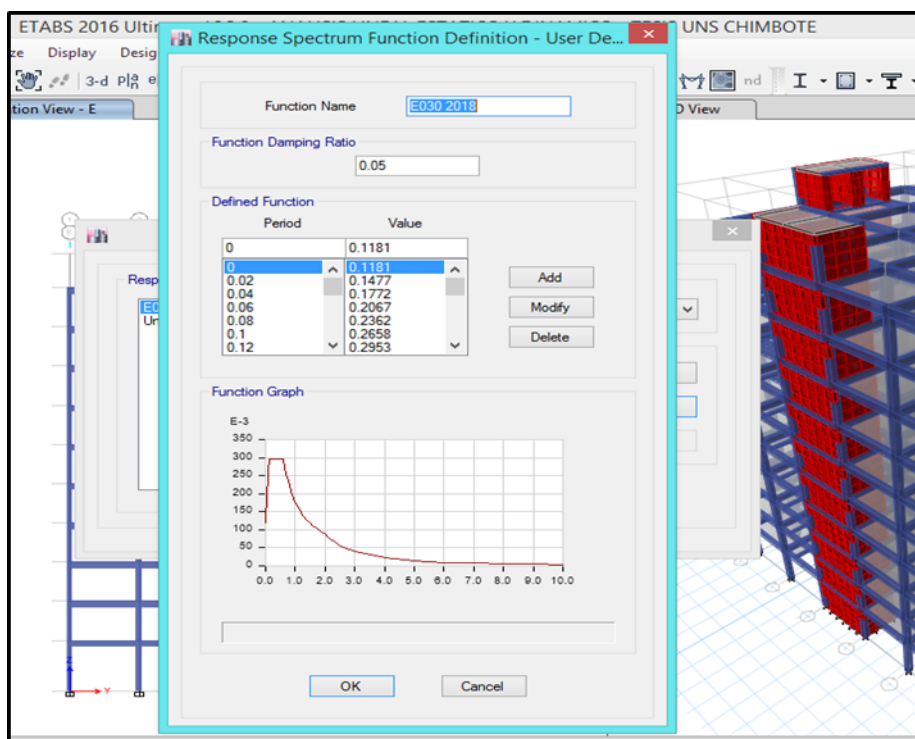 ETABS 2016 Ultim
UNS CHIMBOTE
Response Spectrum Function Definition - User De...
ze Display Desig
3-d
nd
tion View - E
D View
Function Name
E030 2018
Function Damping Ratio
0.05
Defined Function
Period Value
0 0.1181
0 0.1181
0.02 0.1477
0.04 0.1772
0.06 0.2067
0.08 0.2362
0.1 0.2658
0.12 0.2953
Add
Modify
Delete
Resp
E0
Un
Function Graph
E-3
350
300
250
200
150
100
50
0
0.0 1.0 2.0 3.0 4.0 5.0 6.0 7.0 8.0 9.0 10.0
OK Cancel
Z
Y